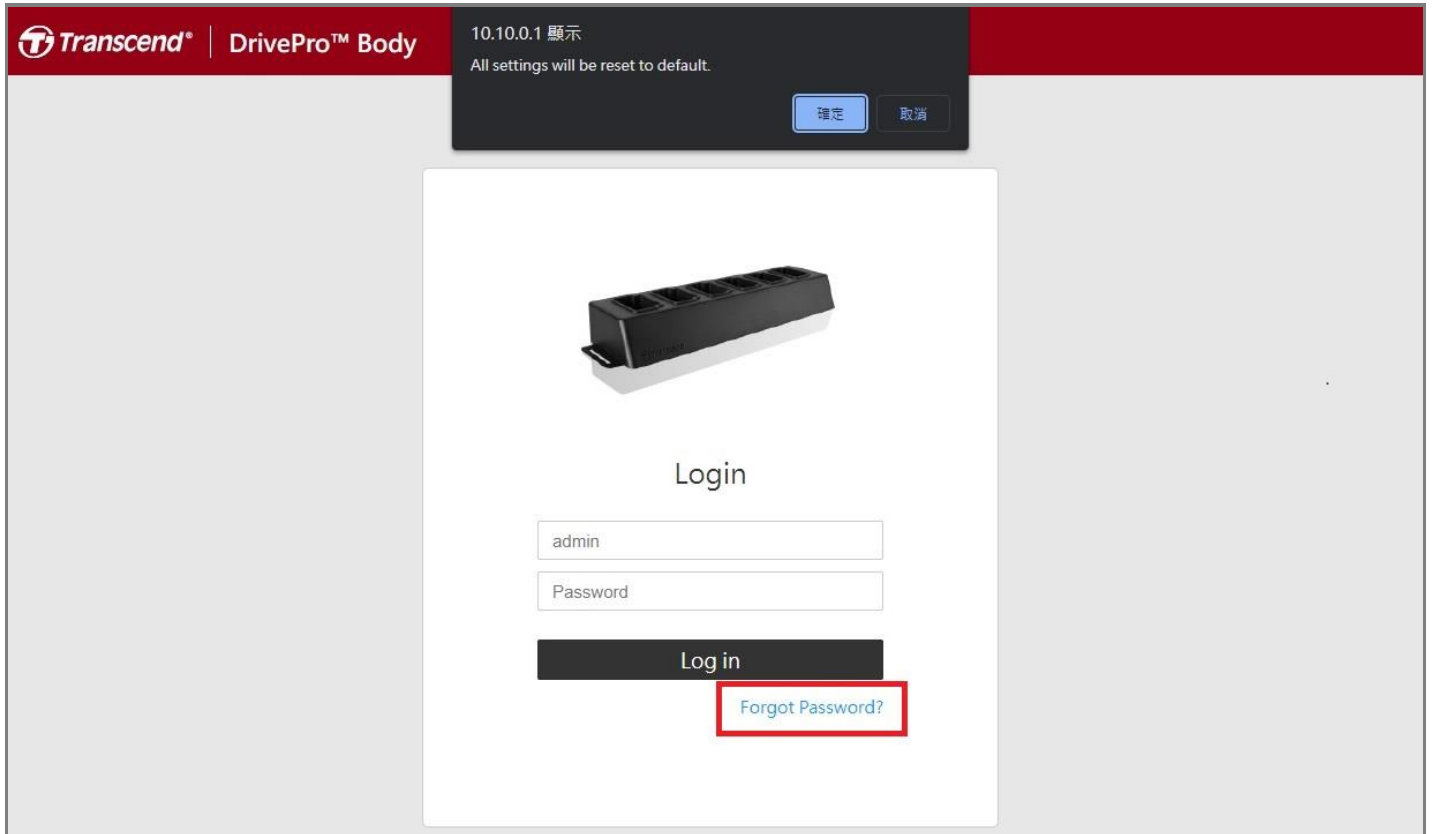 Transcend® | DrivePro™ Body
10.10.0.1 顯示
All settings will be reset to default.
確定
取消
Login
admin
Password
Log in
Forgot Password?